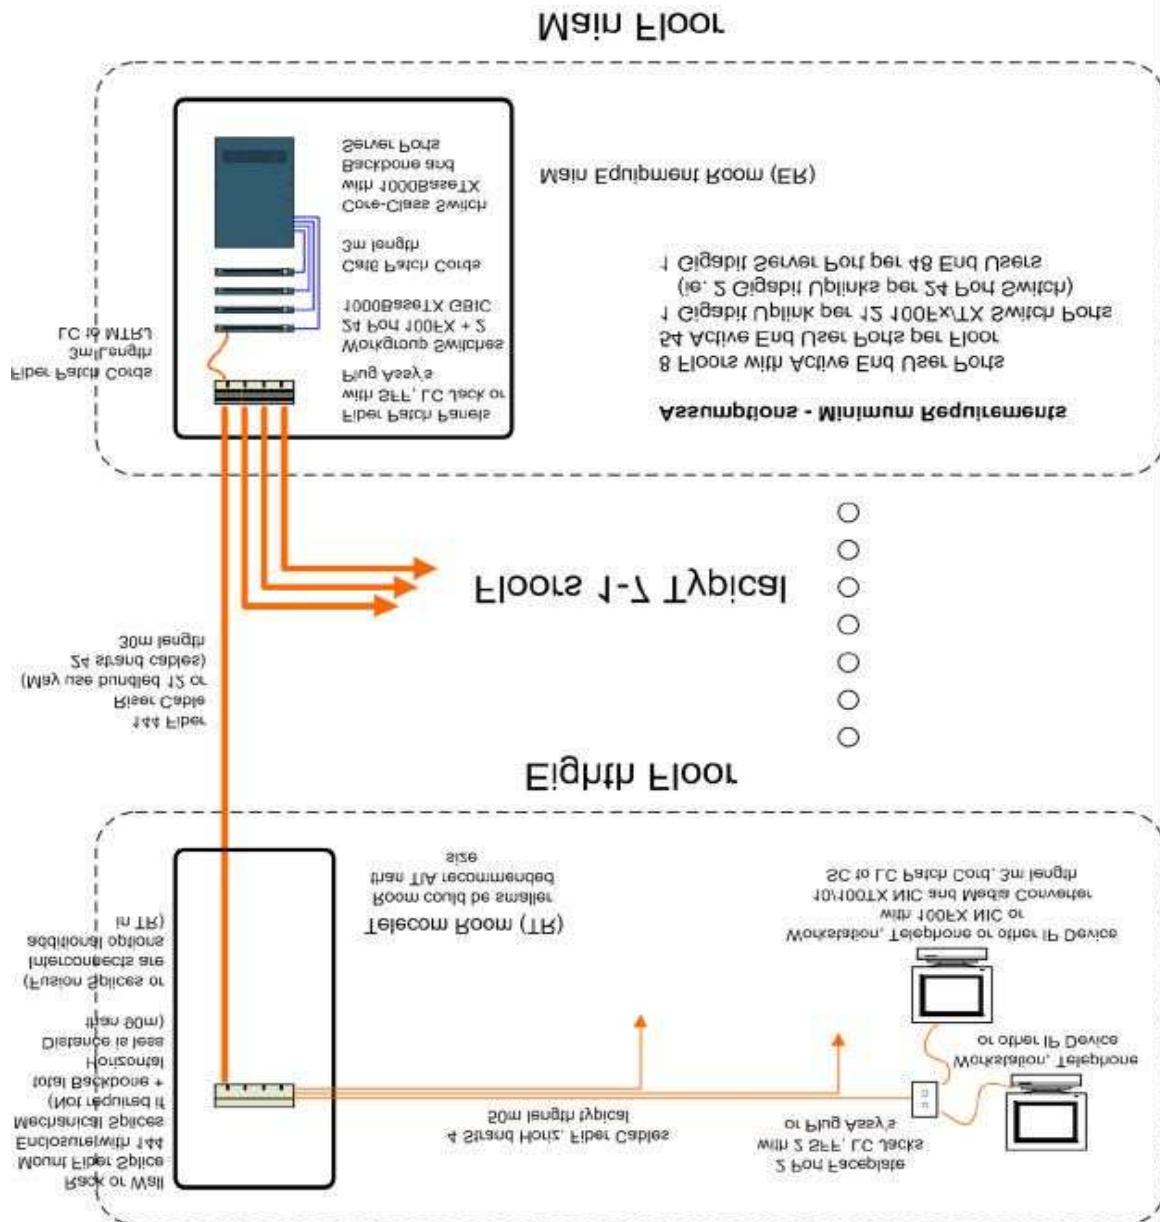 Rack or Wall
Mount Fiber Splice
Enclosure with 144
Mechanical Splices
(Not required if
total Backbone +
Horizontal
Distance is less
than 90m)
(Fusion Splices or
Interconnects are
additional options
in TR)
4 Strand Horiz, Fiber Cables
50m length typical
2 Port Faceplate
with 2 SFF, LC Jacks
or Plug Assy's
Workstation, Telephone
or other IP Device
Workstation, Telephone or other IP Device
with 100FX NIC or
10/100TX NIC and Media Converter
SC to LC Patch Cord, 3m length
Telecom Room (TR)
Room could be smaller
than TIA recommended
size
Eighth Floor
144 Fiber
Riser Cable
(May use bundled 12 or
24 strand cables)
30m length
Floors 1-7 Typical
Fiber Patch Panels
with SFF, LC Jack or
Plug Assy's
Fiber Patch Cords
3m Length
LC to MTRJ
Workgroup Switches
24 Port 100FX + 2
1000BaseTX GBIC
Cat6 Patch Cords
3m length
Core-Class Switch
with 1000BaseTX
Backbone and
Server Ports
Assumptions - Minimum Requirements
8 Floors with Active End User Ports
54 Active End User Ports per Floor
1 Gigabit Uplink per 12 100Fx/TX Switch Ports
(ie. 2 Gigabit Uplinks per 24 Port Switch)
1 Gigabit Server Port per 48 End Users
Main Equipment Room (ER)
Main Floor